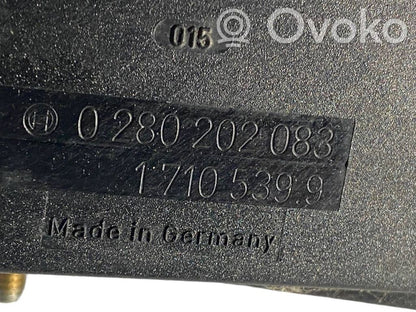 Ovoko
015
0 280 202 083
1 710 539.9
Made in Germany